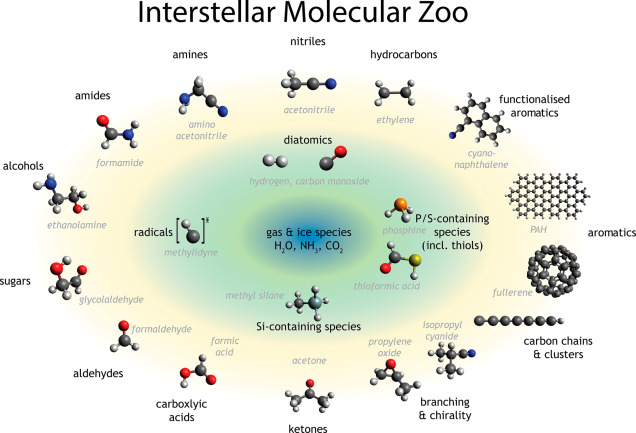 Interstellar Molecular Zoo
nitriles
amines
hydrocarbons
acetonitrile
ethylene
amides
amino
acetonitrile
functionalised
aromatics
formamide
diatomics
cyano-
naphthalene
hydrogen, carbon monoxide
alcohols
ethanolamine
radicals
methylidyne
gas & ice species
H₂O, NH₃, CO₂
phosphine
P/S-containing
species
(incl. thiols)
PAH
aromatics
sugars
glycolaldehyde
thioformic acid
fullerene
methyl silane
Si-containing species
formaldehyde
formic
acid
acetone
propylene
oxide
isopropyl
cyanide
carbon chains
& clusters
aldehydes
carboxlyic
acids
ketones
branching
& chirality